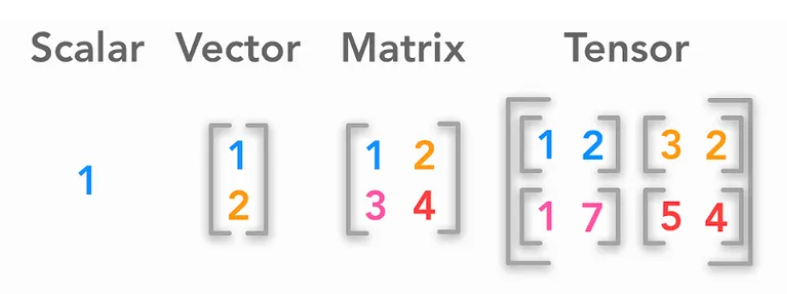 Scalar Vector Matrix Tensor
1 2 3 2
1 1 2
1
2 3 4 1 7 5 4